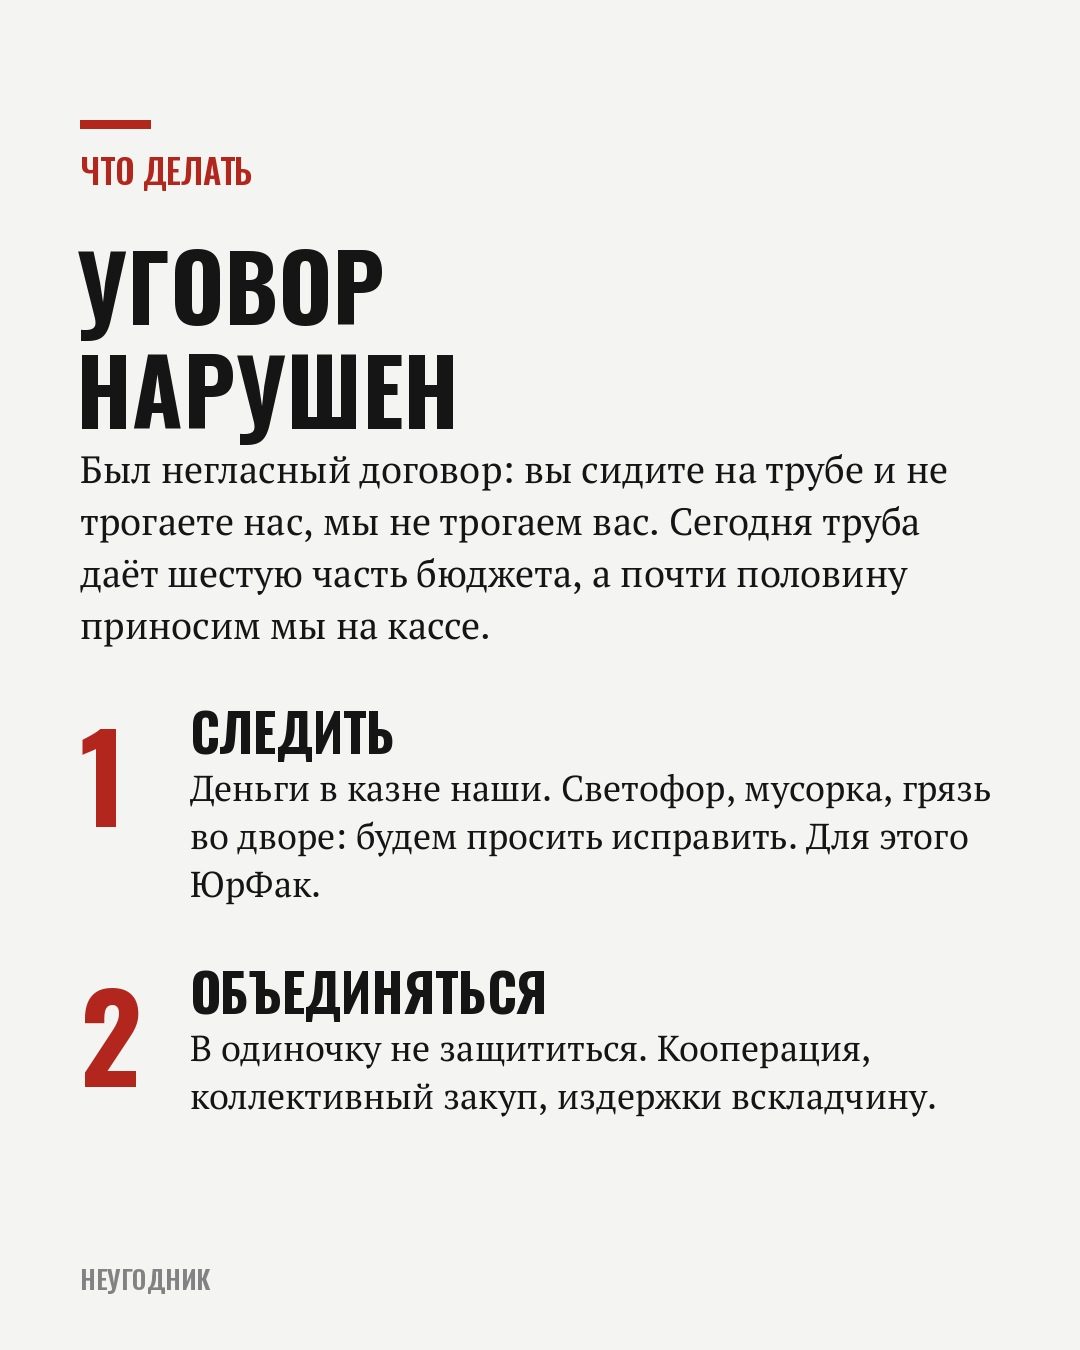 ЧТО ДЕЛАТЬ
УГОВОР
НАРУШЕН
Был негласный договор: вы сидите на трубе и не
трогаете нас, мы не трогаем вас. Сегодня труба
даёт шестую часть бюджета, а почти половину
приносим мы на кассе.
1
СЛЕДИТЬ
Деньги в казне наши. Светофор, мусорка, грязь
во дворе: будем просить исправить. Для этого
ЮрФак.
2
ОБЪЕДИНЯТЬСЯ
В одиночку не защититься. Кооперация,
коллективный закуп, издержки вскладчину.
НЕУГОДНИК